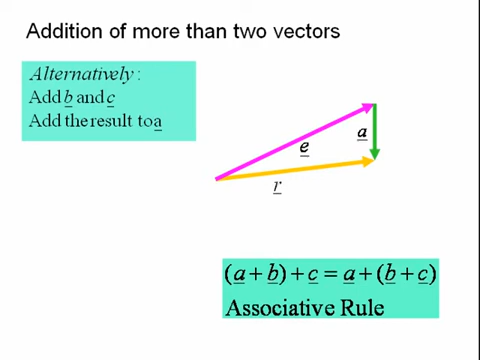 Addition of more than two vectors
Alternatively:
Add b and c
Add the result to a
a
e
r
(a + b) + c = a + (b + c)
Associative Rule